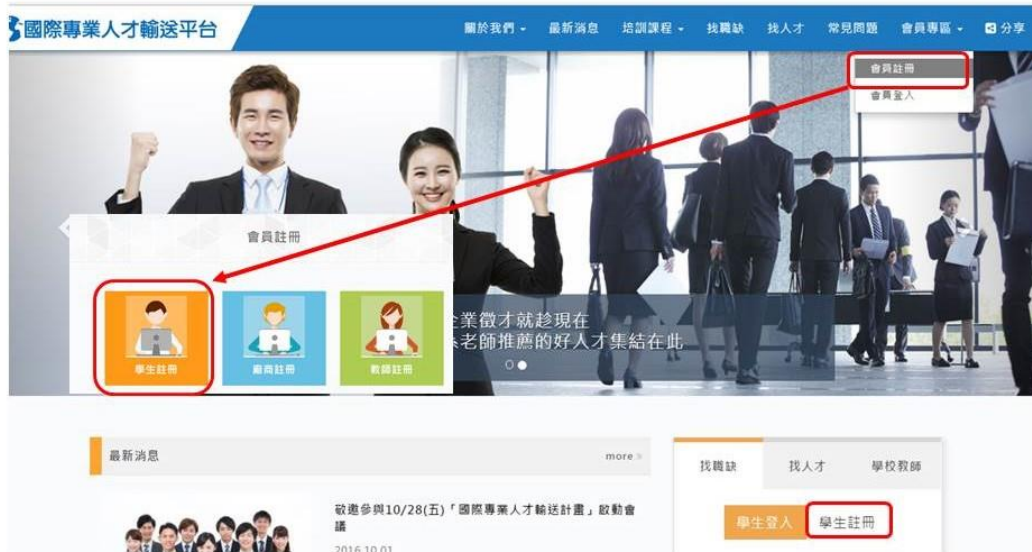 國際專業人才輸送平台
關於我們 最新消息 培訓課程 找職缺 找人才 常見問題 會員專區 分享
會員註冊
會員登入
會員註冊
學生註冊 廠商註冊 教師註冊
企業徵才就趁現在
系老師推薦的好人才集結在此
最新消息 more »
找職缺 找人才 學校教師
敬邀參與10/28(五)「國際專業人才輸送計畫」啟動會
議
2016.10.01
學生登入 學生註冊